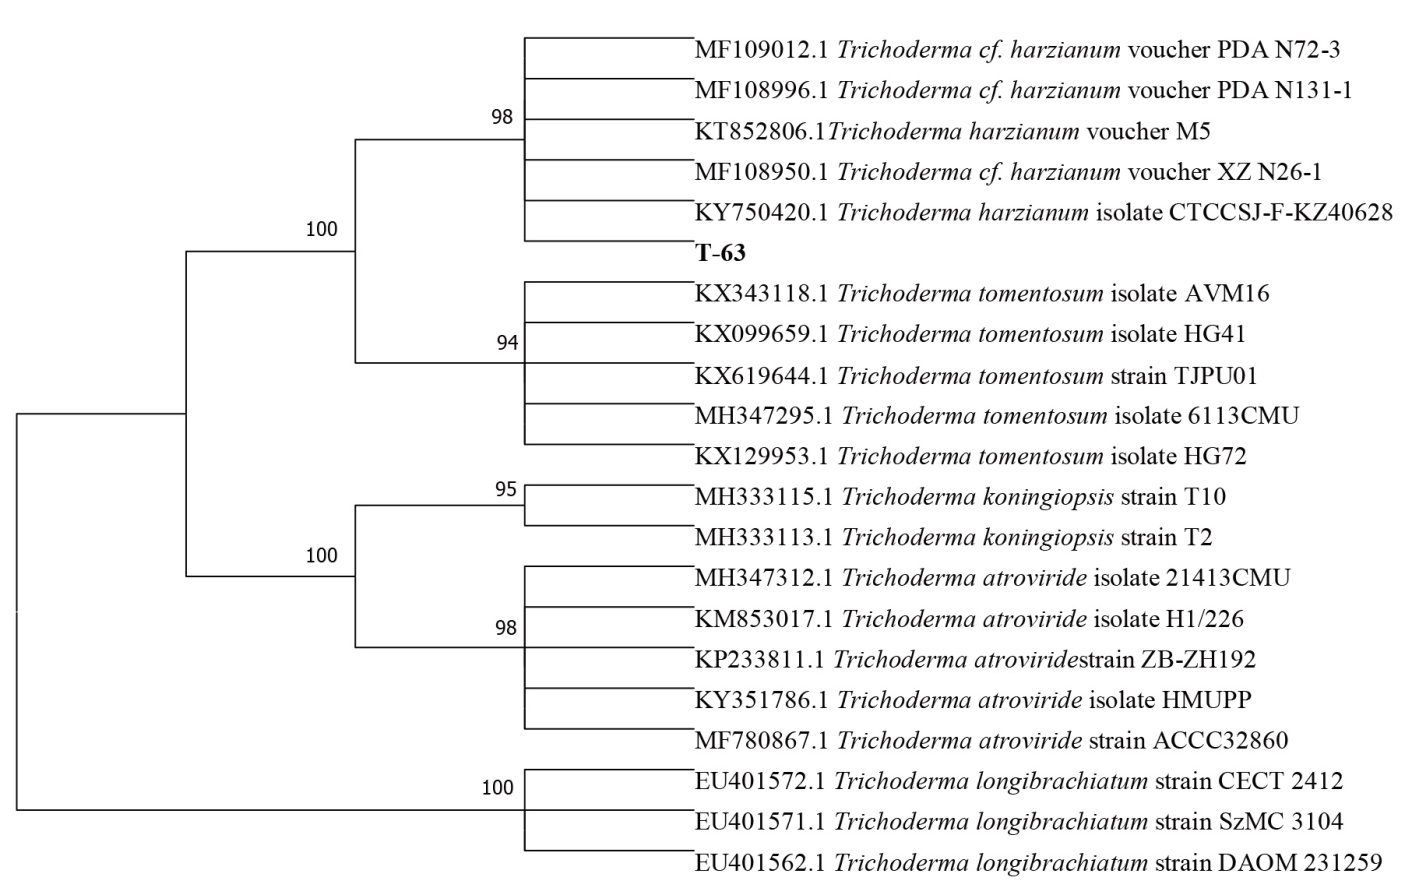 MF109012.1 Trichoderma cf. harzianum voucher PDA N72-3
MF108996.1 Trichoderma cf. harzianum voucher PDA N131-1
98
KT852806.1Trichoderma harzianum voucher M5
MF108950.1 Trichoderma cf. harzianum voucher XZ N26-1
KY750420.1 Trichoderma harzianum isolate CTCCSJ-F-KZ40628
100
T-63
KX343118.1 Trichoderma tomentosum isolate AVM16
KX099659.1 Trichoderma tomentosum isolate HG41
94
KX619644.1 Trichoderma tomentosum strain TJPU01
MH347295.1 Trichoderma tomentosum isolate 6113CMU
KX129953.1 Trichoderma tomentosum isolate HG72
95
MH333115.1 Trichoderma koningiopsis strain T10
MH333113.1 Trichoderma koningiopsis strain T2
100
MH347312.1 Trichoderma atroviride isolate 21413CMU
KM853017.1 Trichoderma atroviride isolate H1/226
98
KP233811.1 Trichoderma atroviridestrain ZB-ZH192
KY351786.1 Trichoderma atroviride isolate HMUPP
MF780867.1 Trichoderma atroviride strain ACCC32860
100
EU401572.1 Trichoderma longibrachiatum strain CECT 2412
EU401571.1 Trichoderma longibrachiatum strain SzMC 3104
EU401562.1 Trichoderma longibrachiatum strain DAOM 231259